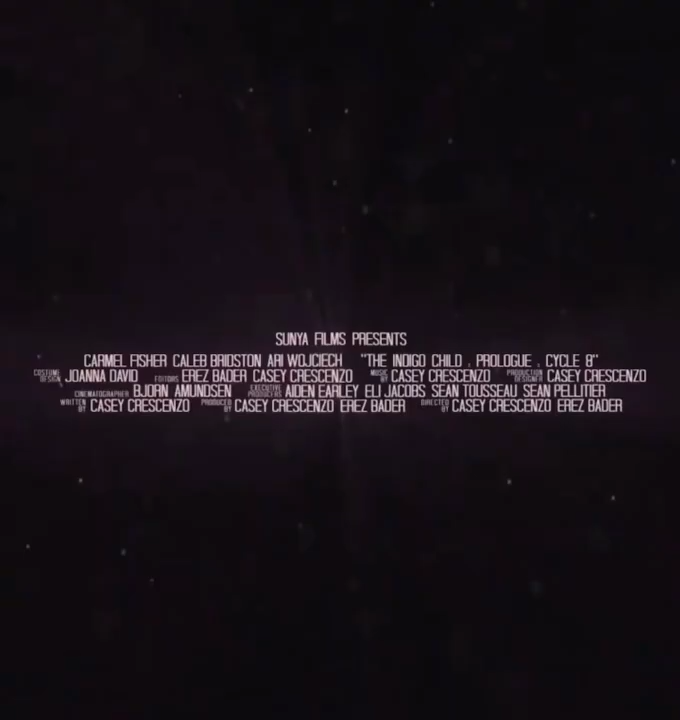 SUNYA FILMS PRESENTS
CARMEL FISHER CALEB BRIDSTON ARI WOJCIECH "THE INDIGO CHILD . PROLOGUE . CYCLE 8"
COSTUME DESIGN JOANNA DAVID EDITORS EREZ BADER CASEY CRESCENZO MUSIC BY CASEY CRESCENZO PRODUCTION DESIGNER CASEY CRESCENZO
CINEMATOGRAPHER BJORN AMUNDSEN EXECUTIVE PRODUCERS AIDEN EARLEY ELI JACOBS SEAN TOUSSEAU SEAN PELLITIER
WRITTEN BY CASEY CRESCENZO PRODUCED BY CASEY CRESCENZO EREZ BADER DIRECTED BY CASEY CRESCENZO EREZ BADER